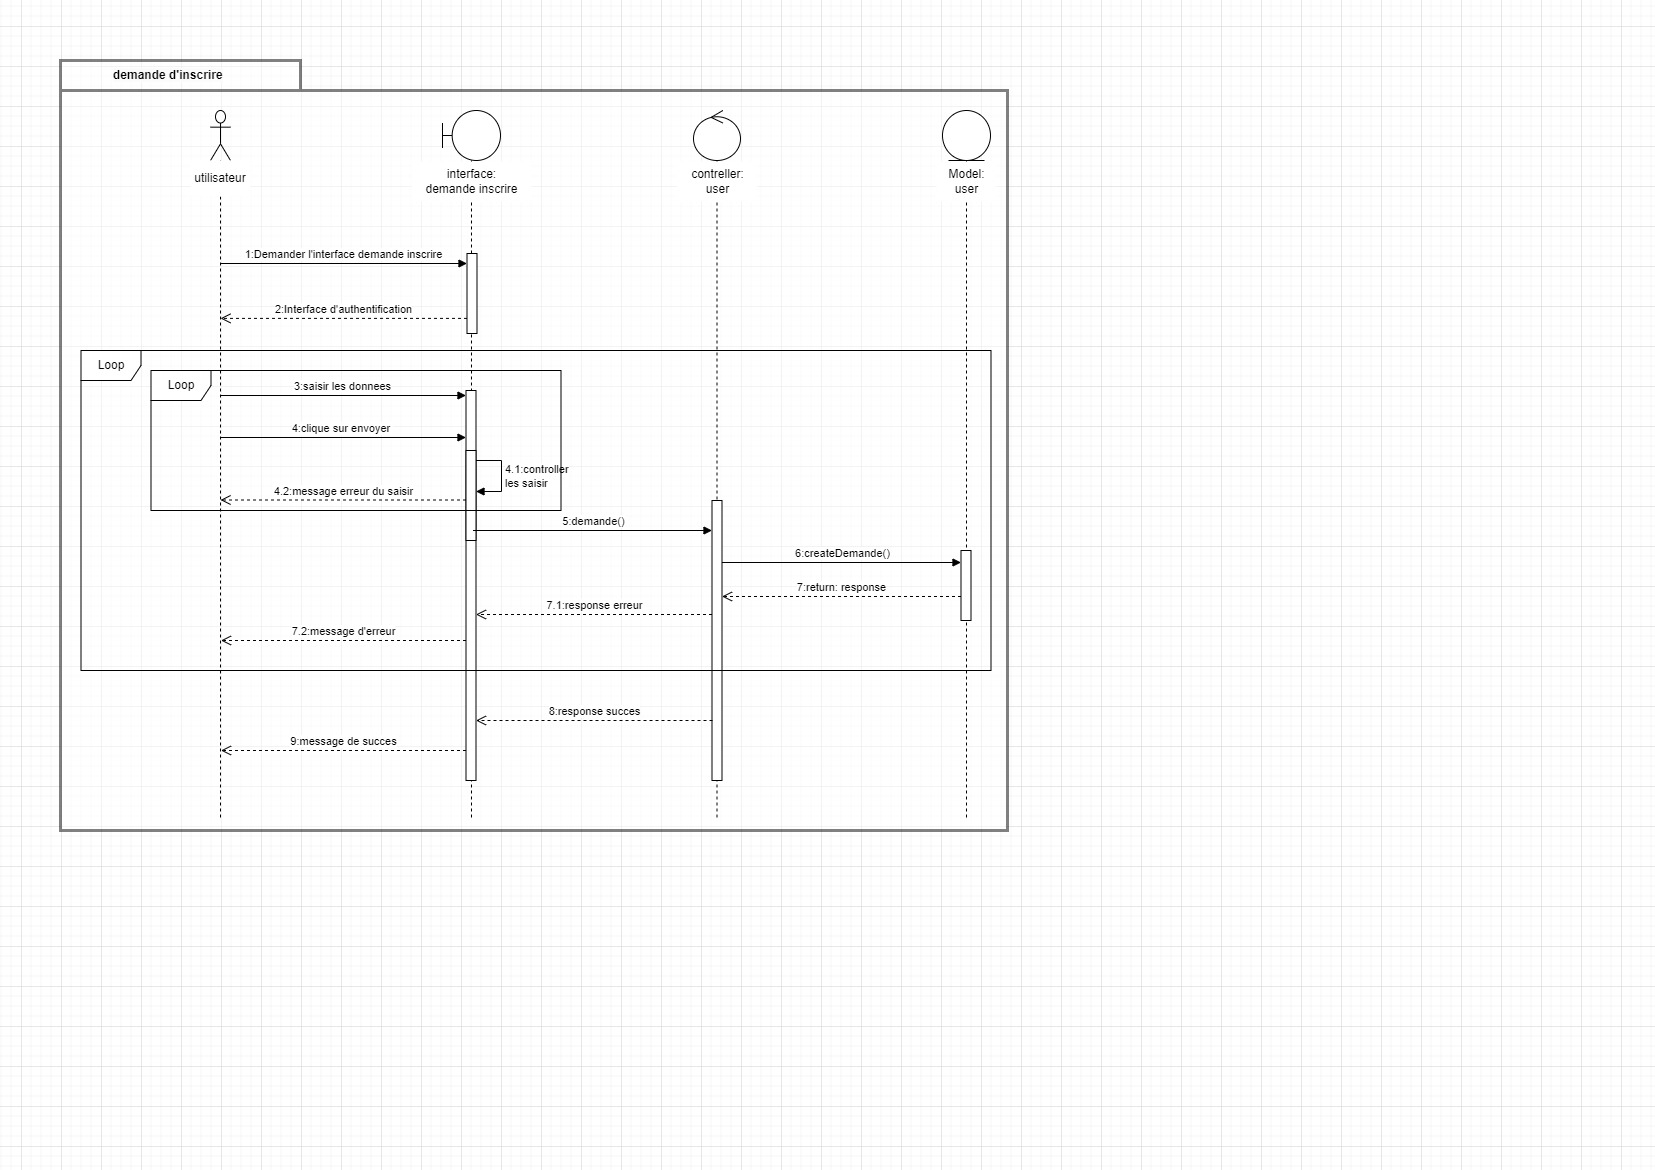 demande d'inscrire
utilisateur
interface:
demande inscrire
contreller:
user
Model:
user
1:Demander l'interface demande inscrire
2:Interface d'authentification
Loop
Loop
3:saisir les donnees
4:clique sur envoyer
4.1:controller
les saisir
4.2:message erreur du saisir
5:demande()
6:createDemande()
7:return: response
7.1:response erreur
7.2:message d'erreur
8:response succes
9:message de succes